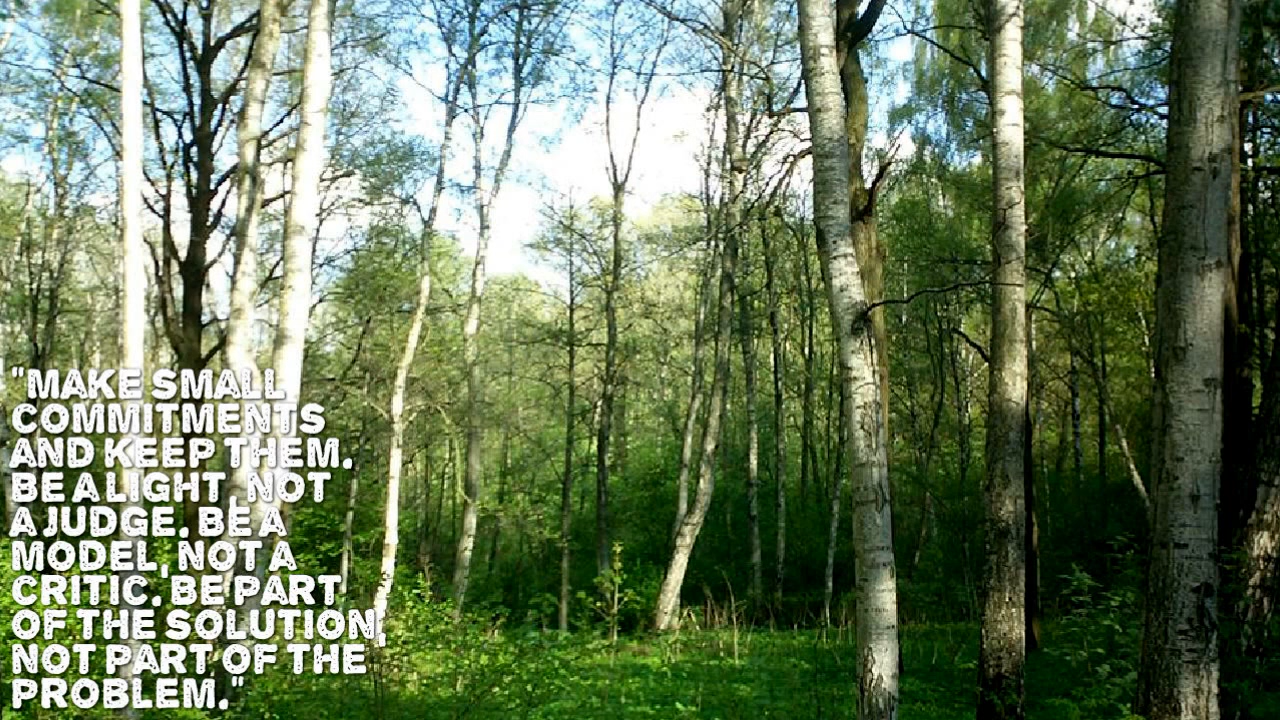 "MAKE SMALL
COMMITMENTS
AND KEEP THEM.
BE A LIGHT, NOT
A JUDGE. BE A
MODEL, NOT A
CRITIC. BE PART
OF THE SOLUTION,
NOT PART OF THE
PROBLEM."